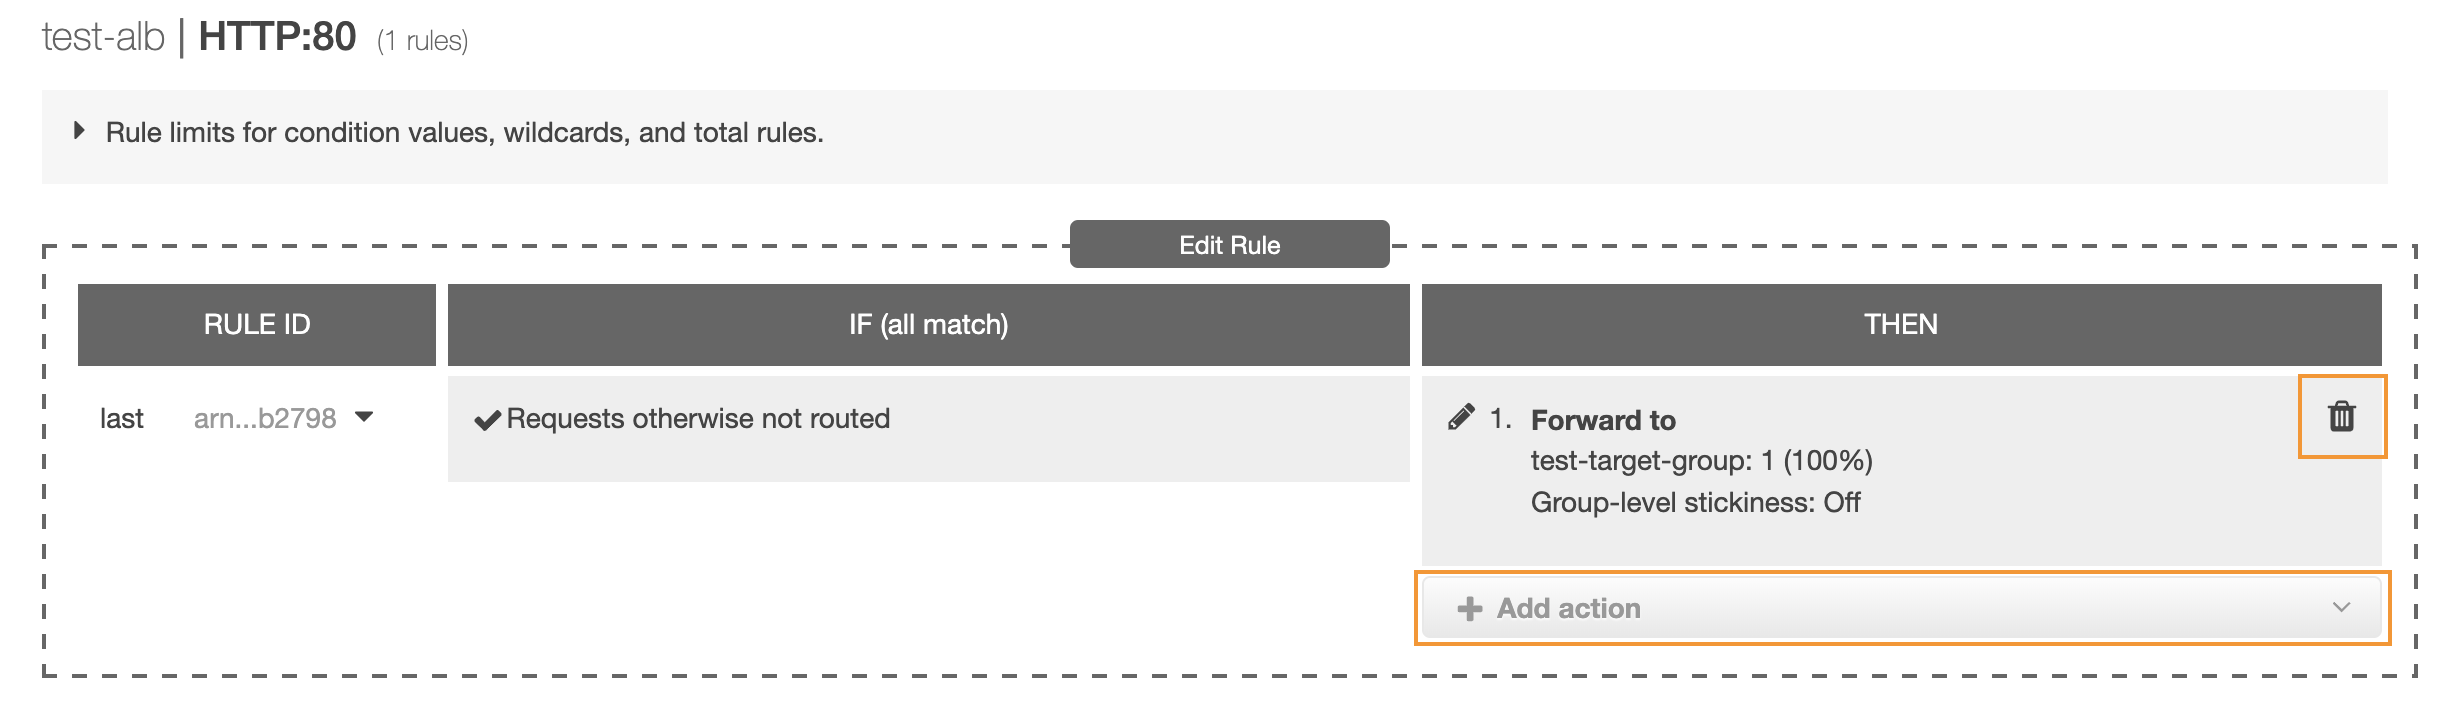 test-alb | HTTP:80 (1 rules)
Rule limits for condition values, wildcards, and total rules.
Edit Rule
RULE ID
IF (all match)
THEN
last arn...b2798
Requests otherwise not routed
1. Forward to
test-target-group: 1 (100%)
Group-level stickiness: Off
Add action